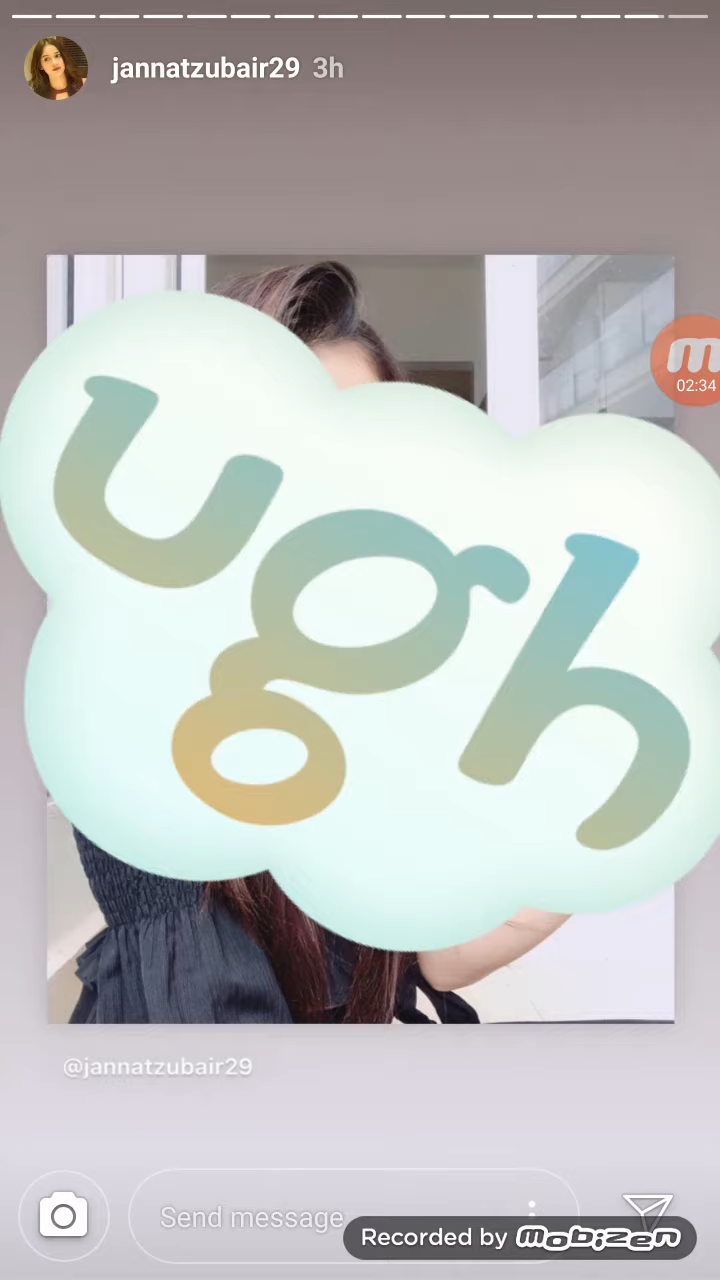 jannatzubair29 3h
m
02:34
ugh
@jannatzubair29
Send message
Recorded by mobizen